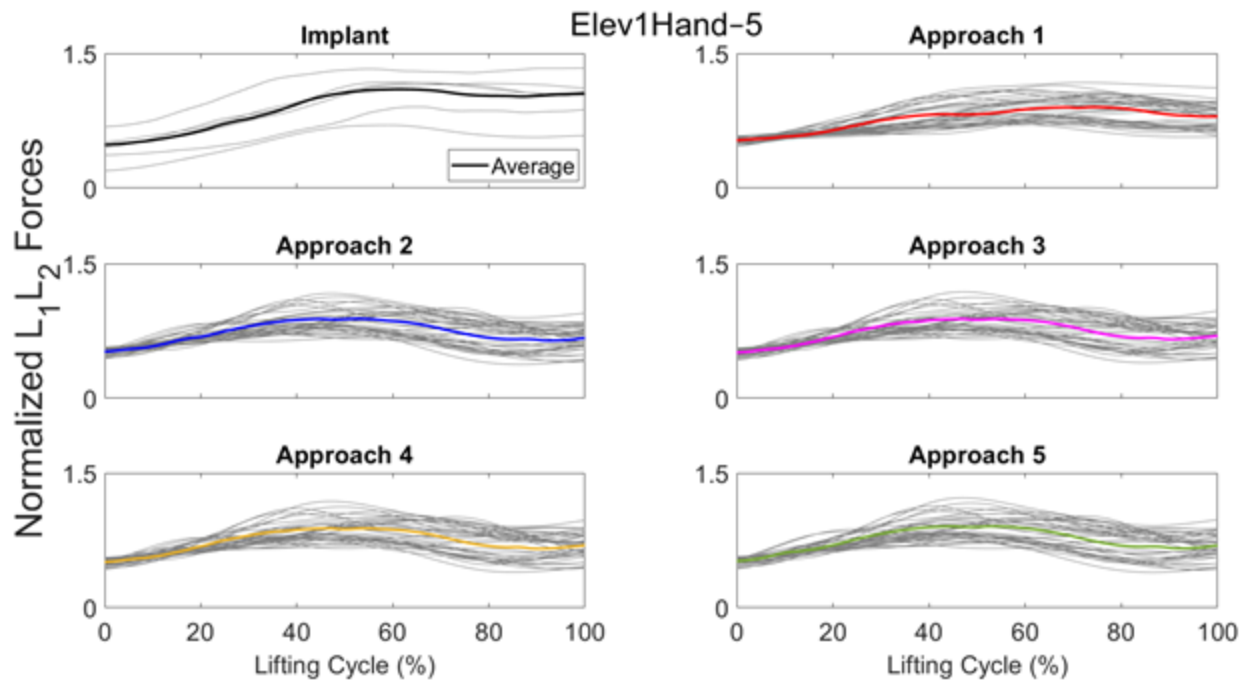 Elev1Hand-5
Normalized L1L2 Forces
Implant
1.5
0
Average
Approach 1
1.5
0
Approach 2
1.5
0
Approach 3
1.5
0
Approach 4
1.5
0
0 20 40 60 80 100
Lifting Cycle (%)
Approach 5
1.5
0
0 20 40 60 80 100
Lifting Cycle (%)